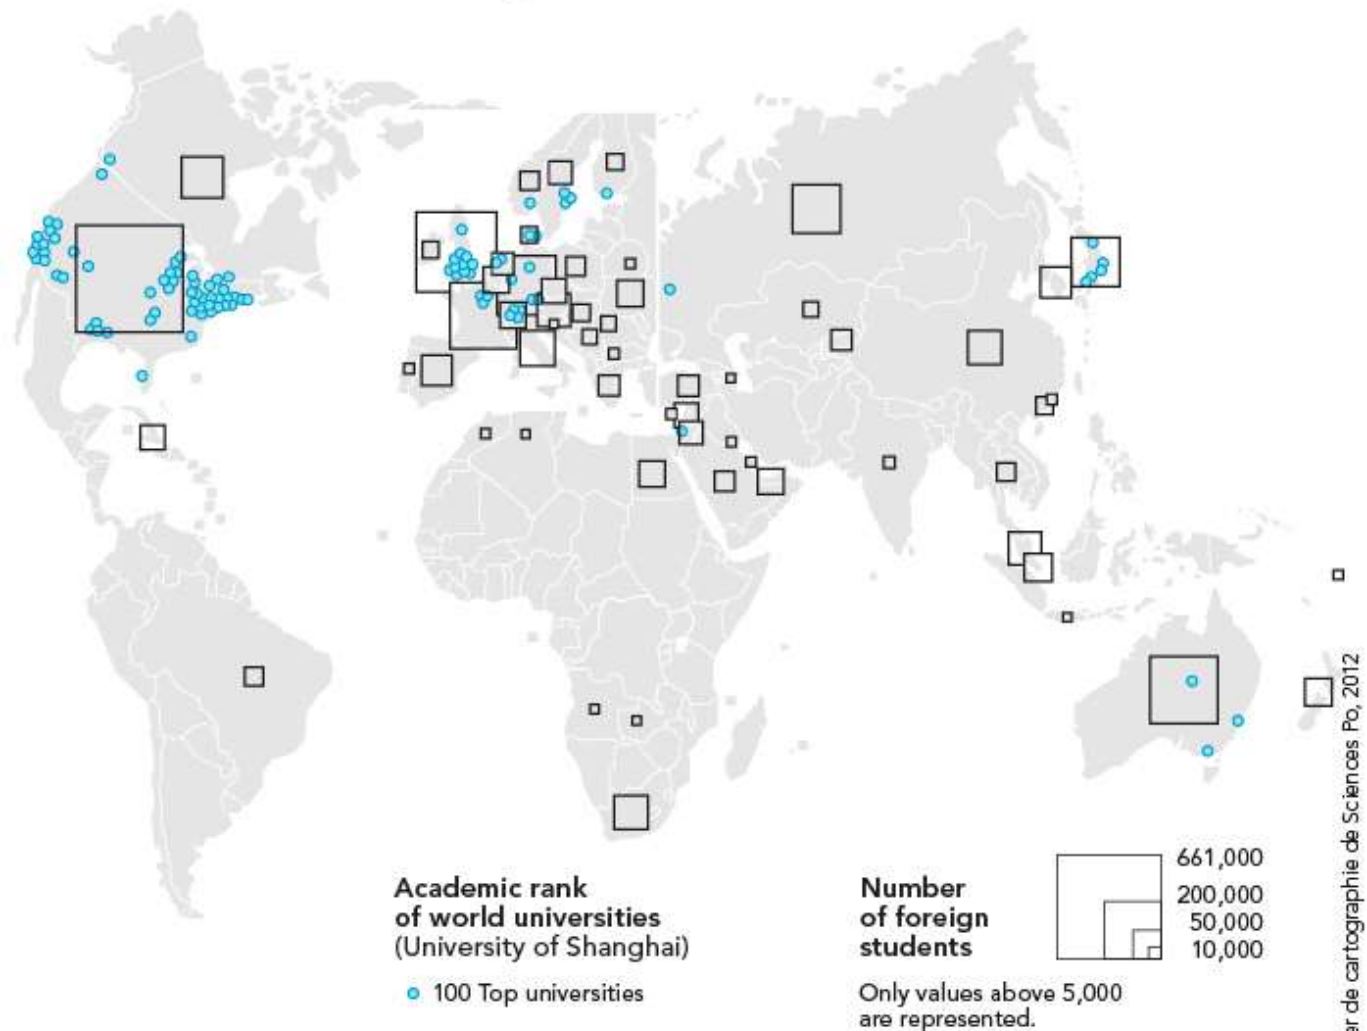 Academic rank
of world universities
(University of Shanghai)
100 Top universities
Number
of foreign
students
661,000
200,000
50,000
10,000
Only values above 5,000
are represented.
de cartographie de Sciences Po, 2012